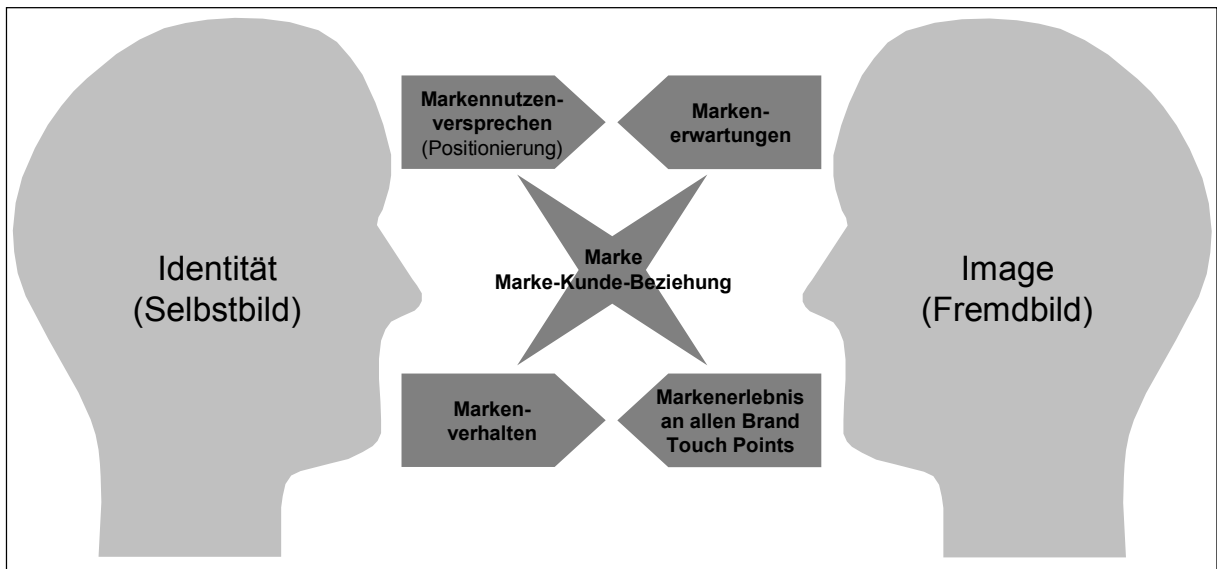 Markennutzen-
versprechen
(Positionierung)
Marken-
erwartungen
Identität
(Selbstbild)
Marke
Marke-Kunde-Beziehung
Image
(Fremdbild)
Marken-
verhalten
Markenerlebnis
an allen Brand
Touch Points